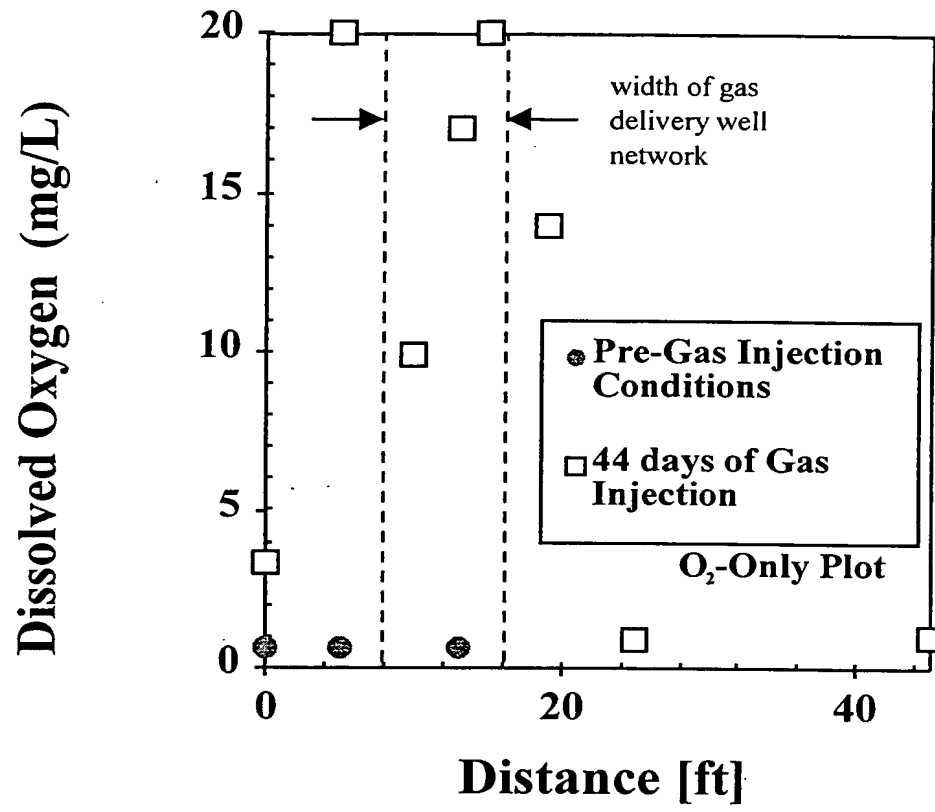 Dissolved Oxygen (mg/L)
20
15
10
5
0
width of gas
delivery well
network
Pre-Gas Injection
Conditions
44 days of Gas
Injection
O₂-Only Plot
0 20 40
Distance [ft]